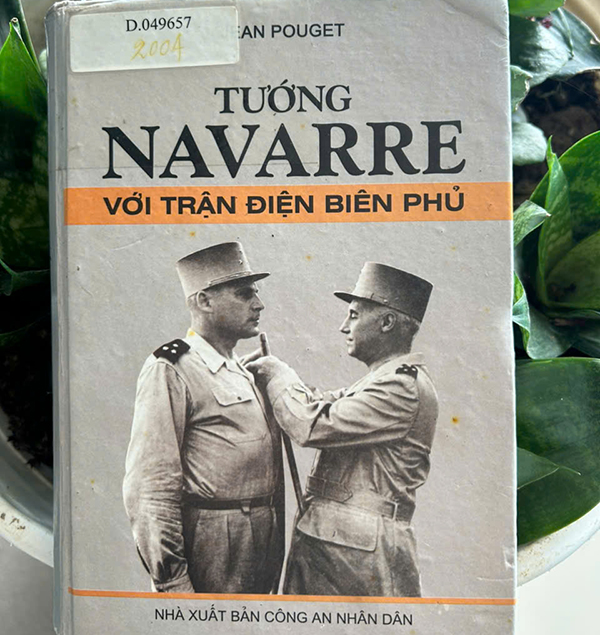 D.049657
2004
EAN POUGET
TƯỚNG
NAVARRE
VỚI TRẬN ĐIỆN BIÊN PHỦ
NHÀ XUẤT BẢN CÔNG AN NHÂN DÂN